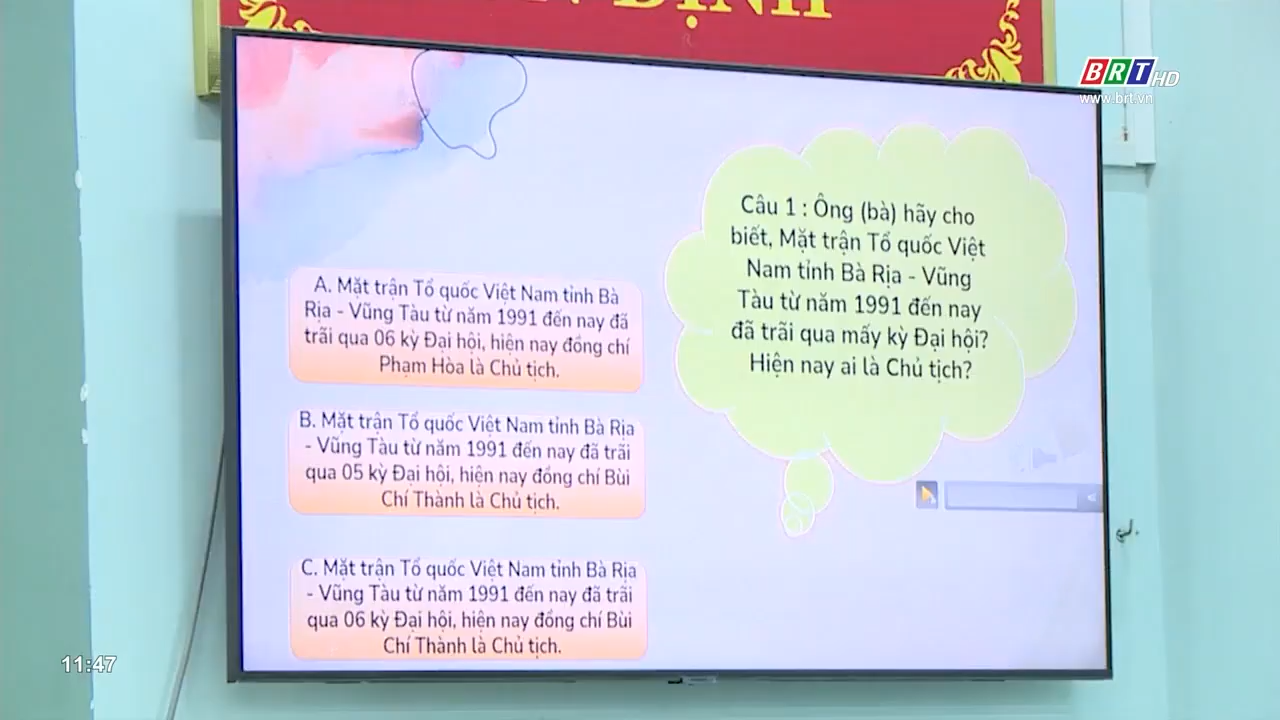 ĐỊNH
BRT HD
www.brt.vn
Câu 1 : Ông (bà) hãy cho
biết, Mặt trận Tổ quốc Việt
Nam tỉnh Bà Rịa - Vũng
Tàu từ năm 1991 đến nay
đã trãi qua mấy kỳ Đại hội?
Hiện nay ai là Chủ tịch?
A. Mặt trận Tổ quốc Việt Nam tỉnh Bà
Rịa - Vũng Tàu từ năm 1991 đến nay đã
trãi qua 06 kỳ Đại hội, hiện nay đồng chí
Phạm Hòa là Chủ tịch.
B. Mặt trận Tổ quốc Việt Nam tỉnh Bà Rịa
- Vũng Tàu từ năm 1991 đến nay đã trãi
qua 05 kỳ Đại hội, hiện nay đồng chí Bùi
Chí Thành là Chủ tịch.
C. Mặt trận Tổ quốc Việt Nam tỉnh Bà Rịa
- Vũng Tàu từ năm 1991 đến nay đã trãi
qua 06 kỳ Đại hội, hiện nay đồng chí Bùi
Chí Thành là Chủ tịch.
11:47